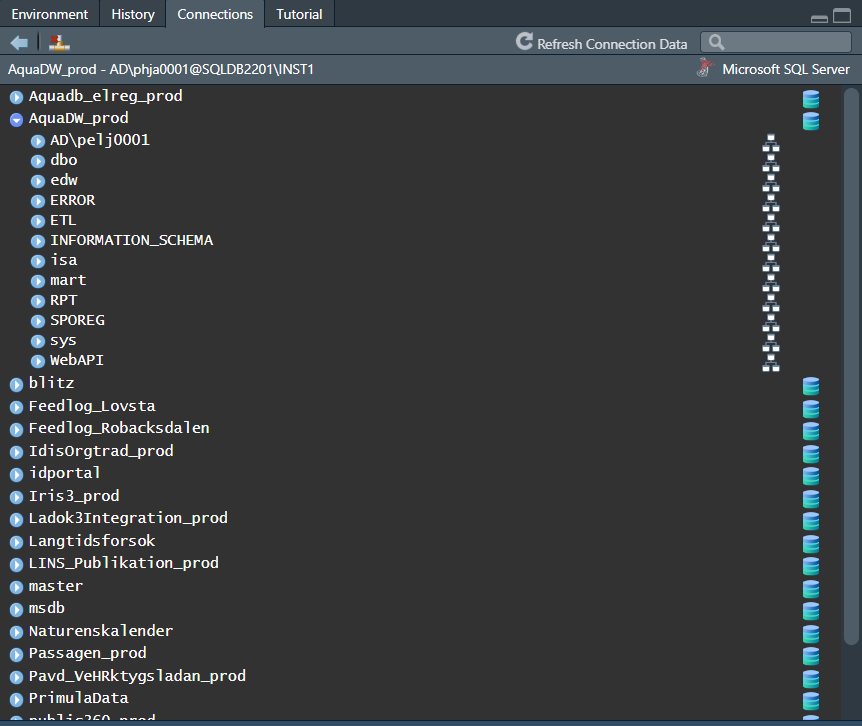 Environment History Connections Tutorial
Refresh Connection Data
AquaDW_prod - AD\phja0001@SQLDB2201\INST1 Microsoft SQL Server
Aquadb_elreg_prod
AquaDW_prod
AD\pelj0001
dbo
edw
ERROR
ETL
INFORMATION_SCHEMA
isa
mart
RPT
SPOREG
sys
WebAPI
blitz
Feedlog_Lovsta
Feedlog_Robacksdalen
IdisOrgtrad_prod
idportal
Iris3_prod
Ladok3Integration_prod
Langtidsforsok
LINS_Publikation_prod
master
msdb
Naturenskalender
Passagen_prod
Pavd_VeHRktygsladan_prod
PrimulaData
public360_prod